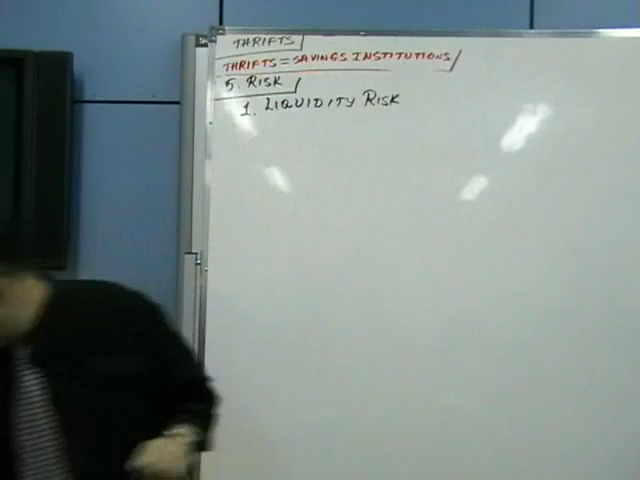 THRIFTS
THRIFTS = SAVINGS INSTITUTIONS
5. RISK
1. LIQUIDITY RISK